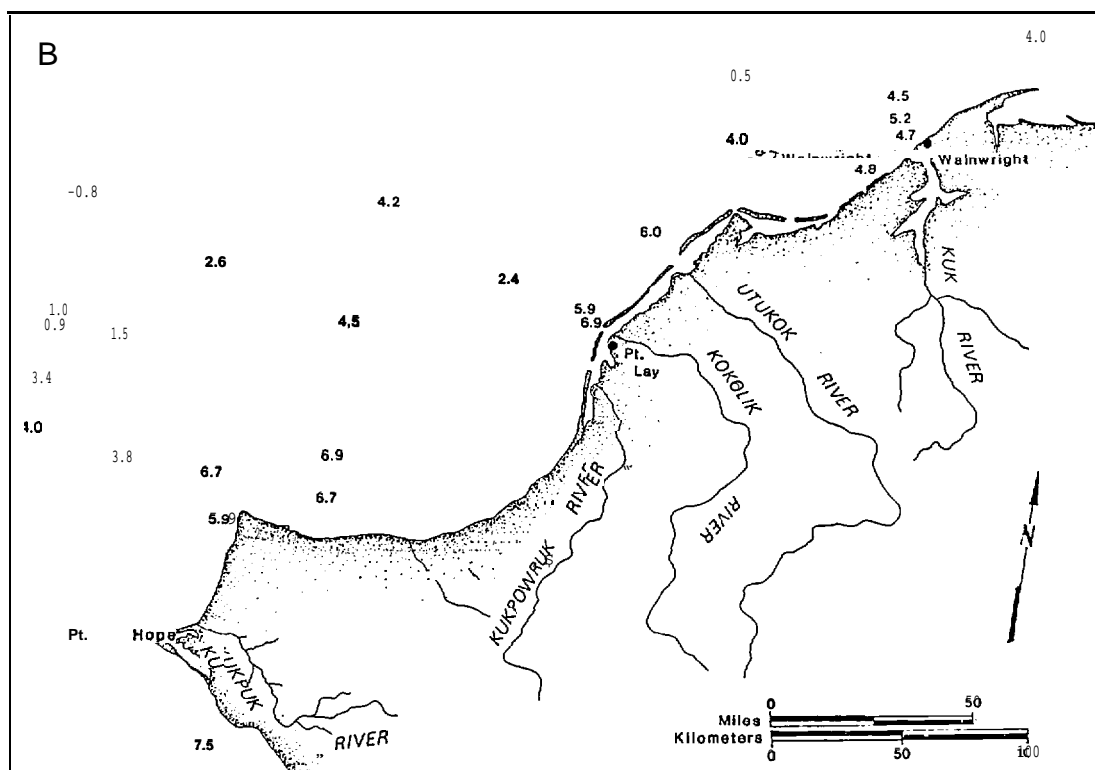 B
4.0
0.5
4.5
5.2
4.0
4.7
Wainwright
Wainwright
4.8
-0.8
4.2
6.0
KUK
2.6
2.4
UTUKOK
1.0
5.9
0.9
4.5
6.9
1.5
Pt.
Lay
KOKOLIK
RIVER
RIVER
3.4
4.0
3.8
6.9
6.7
6.7
RIVER
RIVER
5.9
N
KUKPOWRUK
Pt. Hope
KUKPUK
RIVER
7.5
0 50
Miles
Kilometers
0 50 100